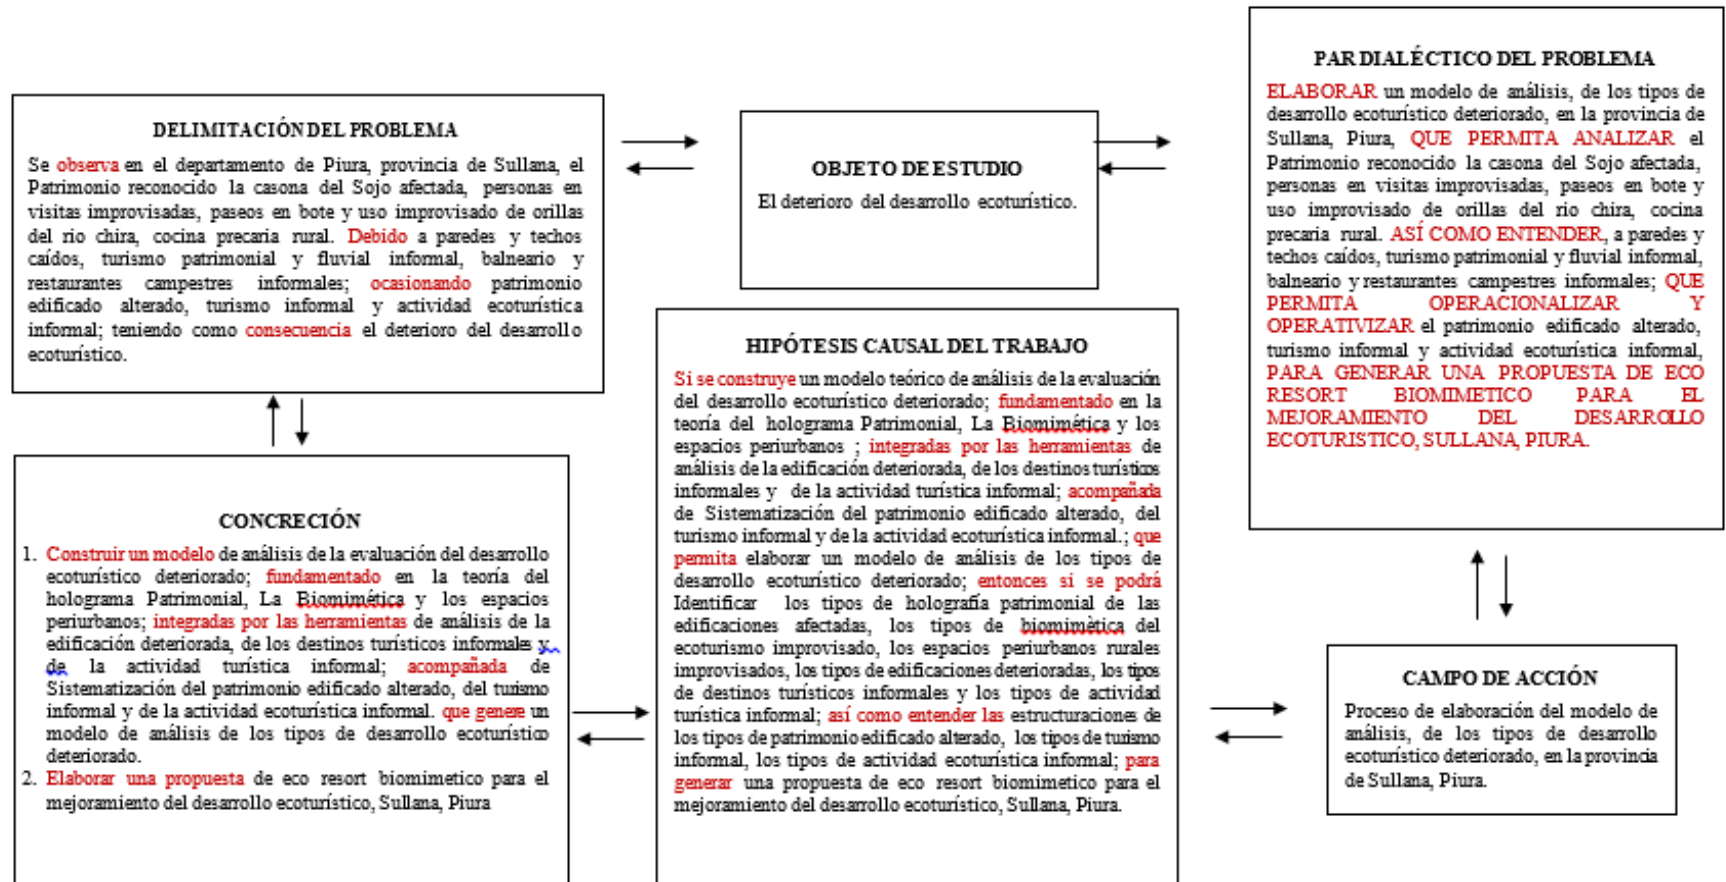 DELIMITACIÓN DEL PROBLEMA
Se observa en el departamento de Piura, provincia de Sullana, el
Patrimonio reconocido la casona del Sojo afectada, personas en
visitas improvisadas, paseos en bote y uso improvisado de orillas
del rio chira, cocina precaria rural. Debido a paredes y techos
caídos, turismo patrimonial y fluvial informal, balneario y
restaurantes campestres informales; ocasionando patrimonio
edificado alterado, turismo informal y actividad ecoturística
informal; teniendo como consecuencia el deterioro del desarrollo
ecoturístico.
OBJETO DE ESTUDIO
El deterioro del desarrollo ecoturístico.
PAR DIALÉCTICO DEL PROBLEMA
ELABORAR un modelo de análisis, de los tipos de
desarrollo ecoturístico deteriorado, en la provincia de
Sullana, Piura, QUE PERMITA ANALIZAR el
Patrimonio reconocido la casona del Sojo afectada,
personas en visitas improvisadas, paseos en bote y
uso improvisado de orillas del rio chira, cocina
precaria rural. ASÍ COMO ENTENDER, a paredes y
techos caídos, turismo patrimonial y fluvial informal,
balneario y restaurantes campestres informales; QUE
PERMITA OPERACIONALIZAR Y
OPERATIVIZAR el patrimonio edificado alterado,
turismo informal y actividad ecoturística informal,
PARA GENERAR UNA PROPUESTA DE ECO
RESORT BIOMIMETICO PARA EL
MEJORAMIENTO DEL DESARROLLO
ECOTURISTICO, SULLANA, PIURA.
CONCRECIÓN
1. Construir un modelo de análisis de la evaluación del desarrollo
ecoturístico deteriorado; fundamentado en la teoría del
holograma Patrimonial, La Biomimética y los espacios
periurbanos; integradas por las herramientas de análisis de la
edificación deteriorada, de los destinos turísticos informales y
de la actividad turística informal; acompañada de
Sistematización del patrimonio edificado alterado, del turismo
informal y de la actividad ecoturística informal. que genere un
modelo de análisis de los tipos de desarrollo ecoturístico
deteriorado.
2. Elaborar una propuesta de eco resort biomimetico para el
mejoramiento del desarrollo ecoturístico, Sullana, Piura
HIPÓTESIS CAUSAL DEL TRABAJO
Si se construye un modelo teórico de análisis de la evaluación
del desarrollo ecoturístico deteriorado; fundamentado en la
teoría del holograma Patrimonial, La Biomimética y los
espacios periurbanos ; integradas por las herramientas de
análisis de la edificación deteriorada, de los destinos turísticos
informales y de la actividad turística informal; acompañada
de Sistematización del patrimonio edificado alterado, del
turismo informal y de la actividad ecoturística informal.; que
permita elaborar un modelo de análisis de los tipos de
desarrollo ecoturístico deteriorado; entonces si se podrá
Identificar los tipos de holografía patrimonial de las
edificaciones afectadas, los tipos de biomimètica del
ecoturismo improvisado, los espacios periurbanos rurales
improvisados, los tipos de edificaciones deterioradas, los tipos
de destinos turísticos informales y los tipos de actividad
turística informal; así como entender las estructuraciones de
los tipos de patrimonio edificado alterado, los tipos de turismo
informal, los tipos de actividad ecoturística informal; para
generar una propuesta de eco resort biomimetico para el
mejoramiento del desarrollo ecoturístico, Sullana, Piura.
CAMPO DE ACCIÓN
Proceso de elaboración del modelo de
análisis, de los tipos de desarrollo
ecoturístico deteriorado, en la provincia
de Sullana, Piura.